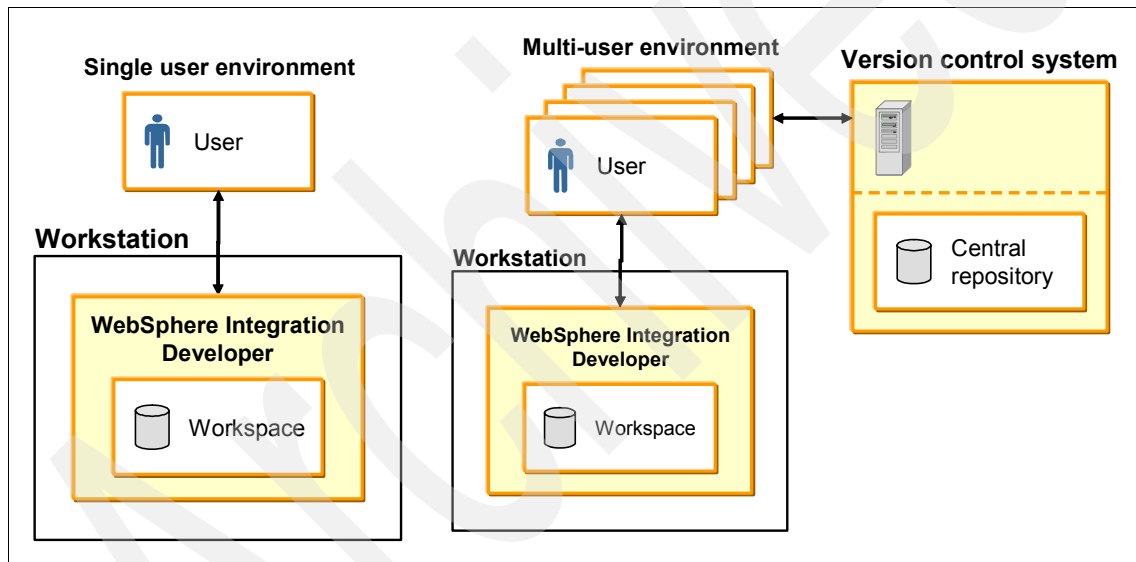 Single user environment
User
Workstation
WebSphere Integration
Developer
Workspace
Multi-user environment
User
Workstation
WebSphere Integration
Developer
Workspace
Version control system
Central
repository
Archive